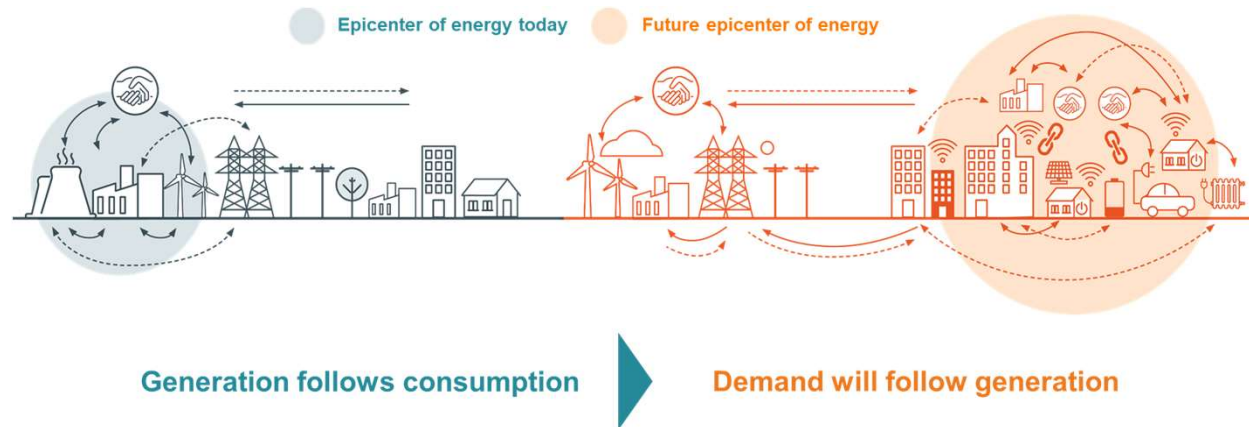 Epicenter of energy today
Future epicenter of energy
Generation follows consumption
Demand will follow generation